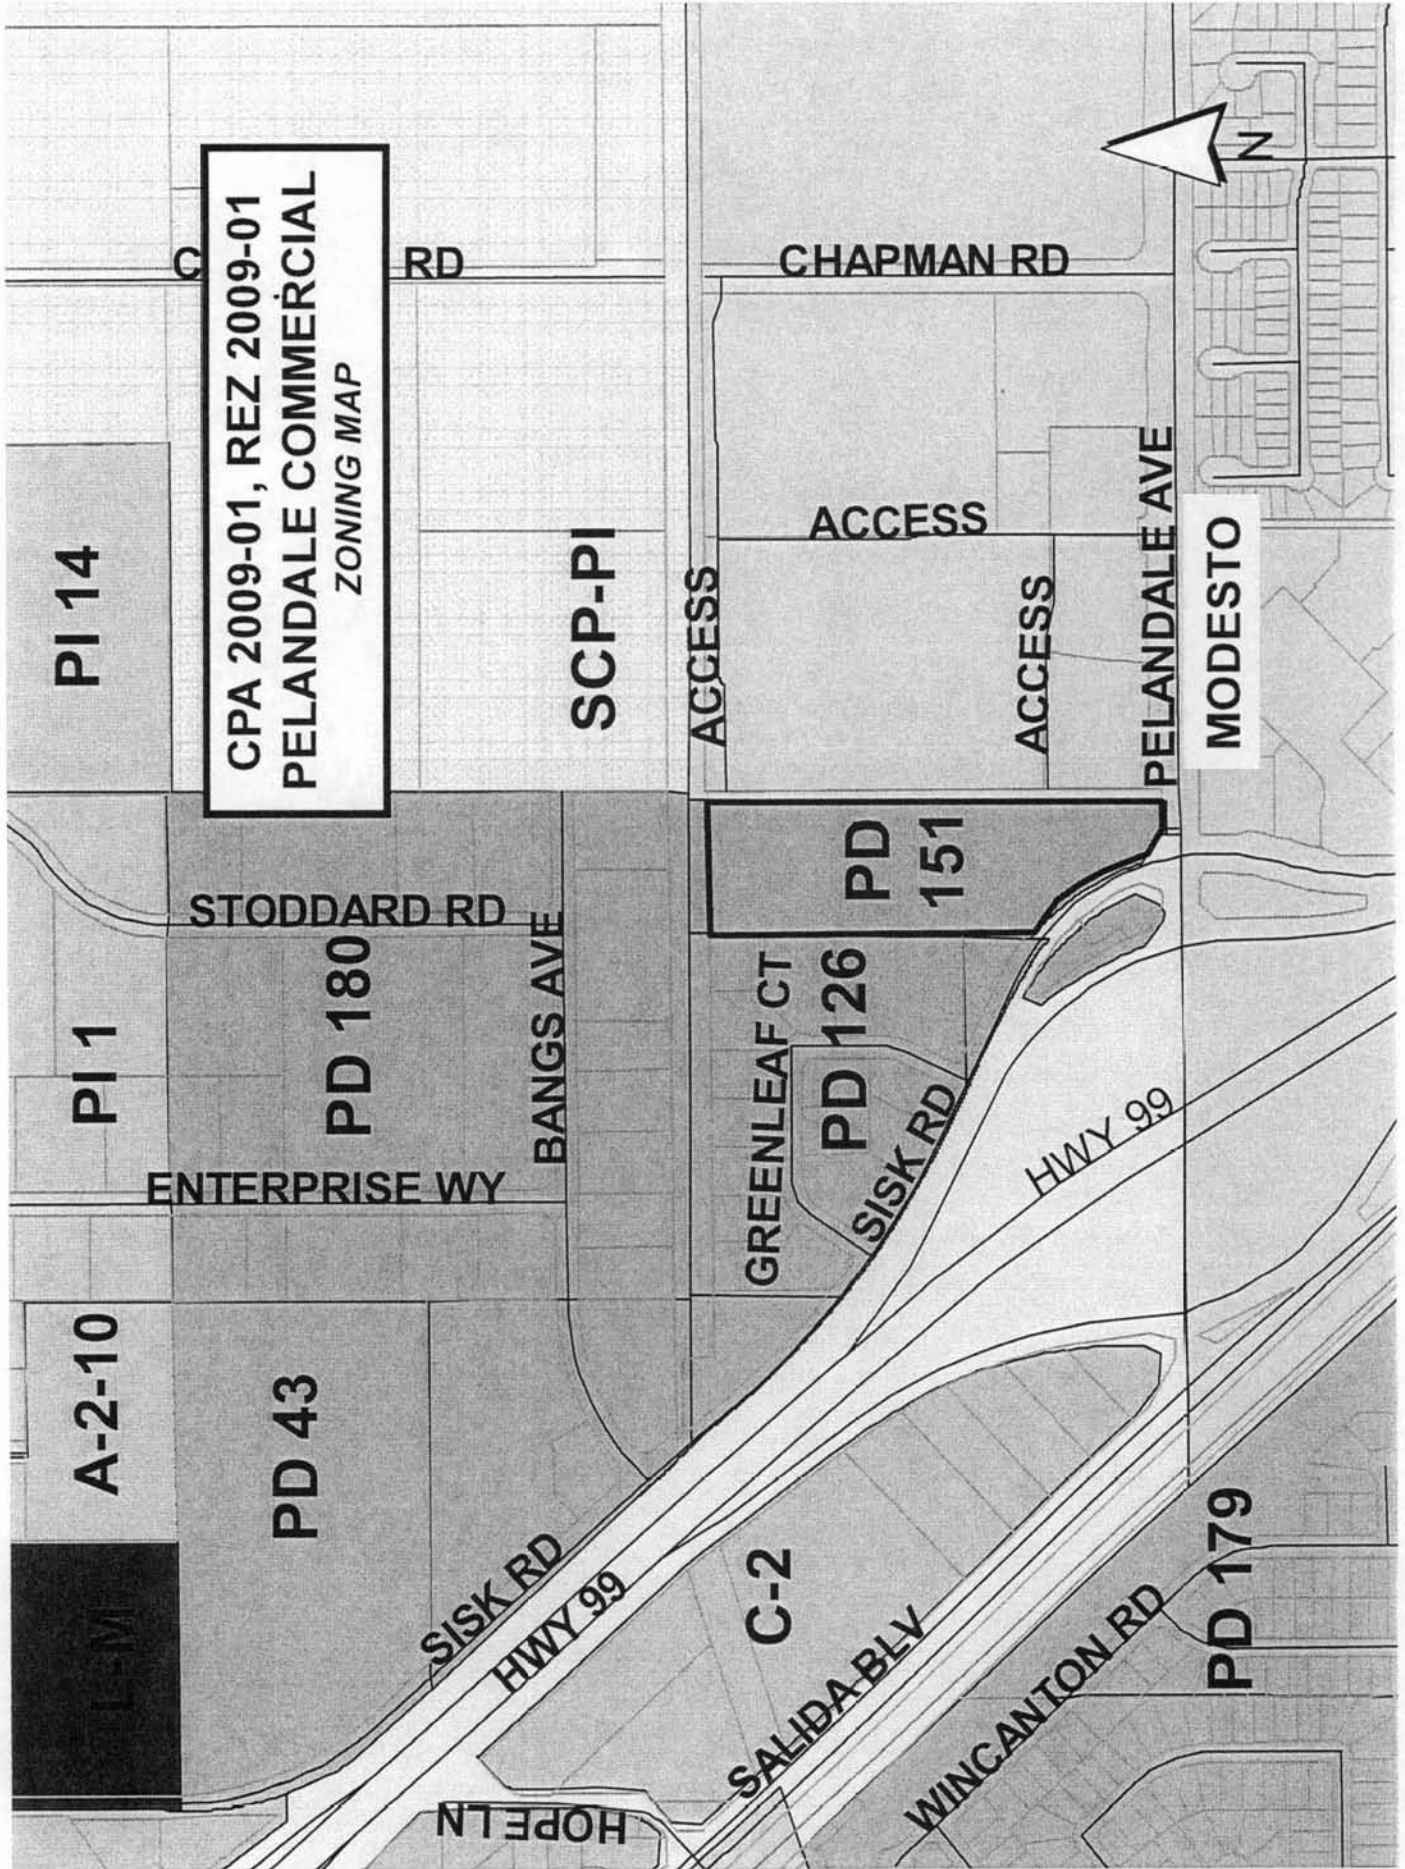 CPA 2009-01, REZ 2009-01
PELANDALE COMMERCIAL
ZONING MAP
L-M
A-2-10
PI 1
PI 14
C
RD
STODDARD RD
ENTERPRISE WY
PD 43
PD 180
BANGS AVE
SCP-PI
SISK RD
HWY 99
HOPE LN
ACCESS
CHAPMAN RD
ACCESS
ACCESS
GREENLEAF CT
PD 126
PD
151
SISK RD
C-2
SALIDA BLV
WINCANTON RD
HWY 99
PELANDALE AVE
MODESTO
PD 179
N